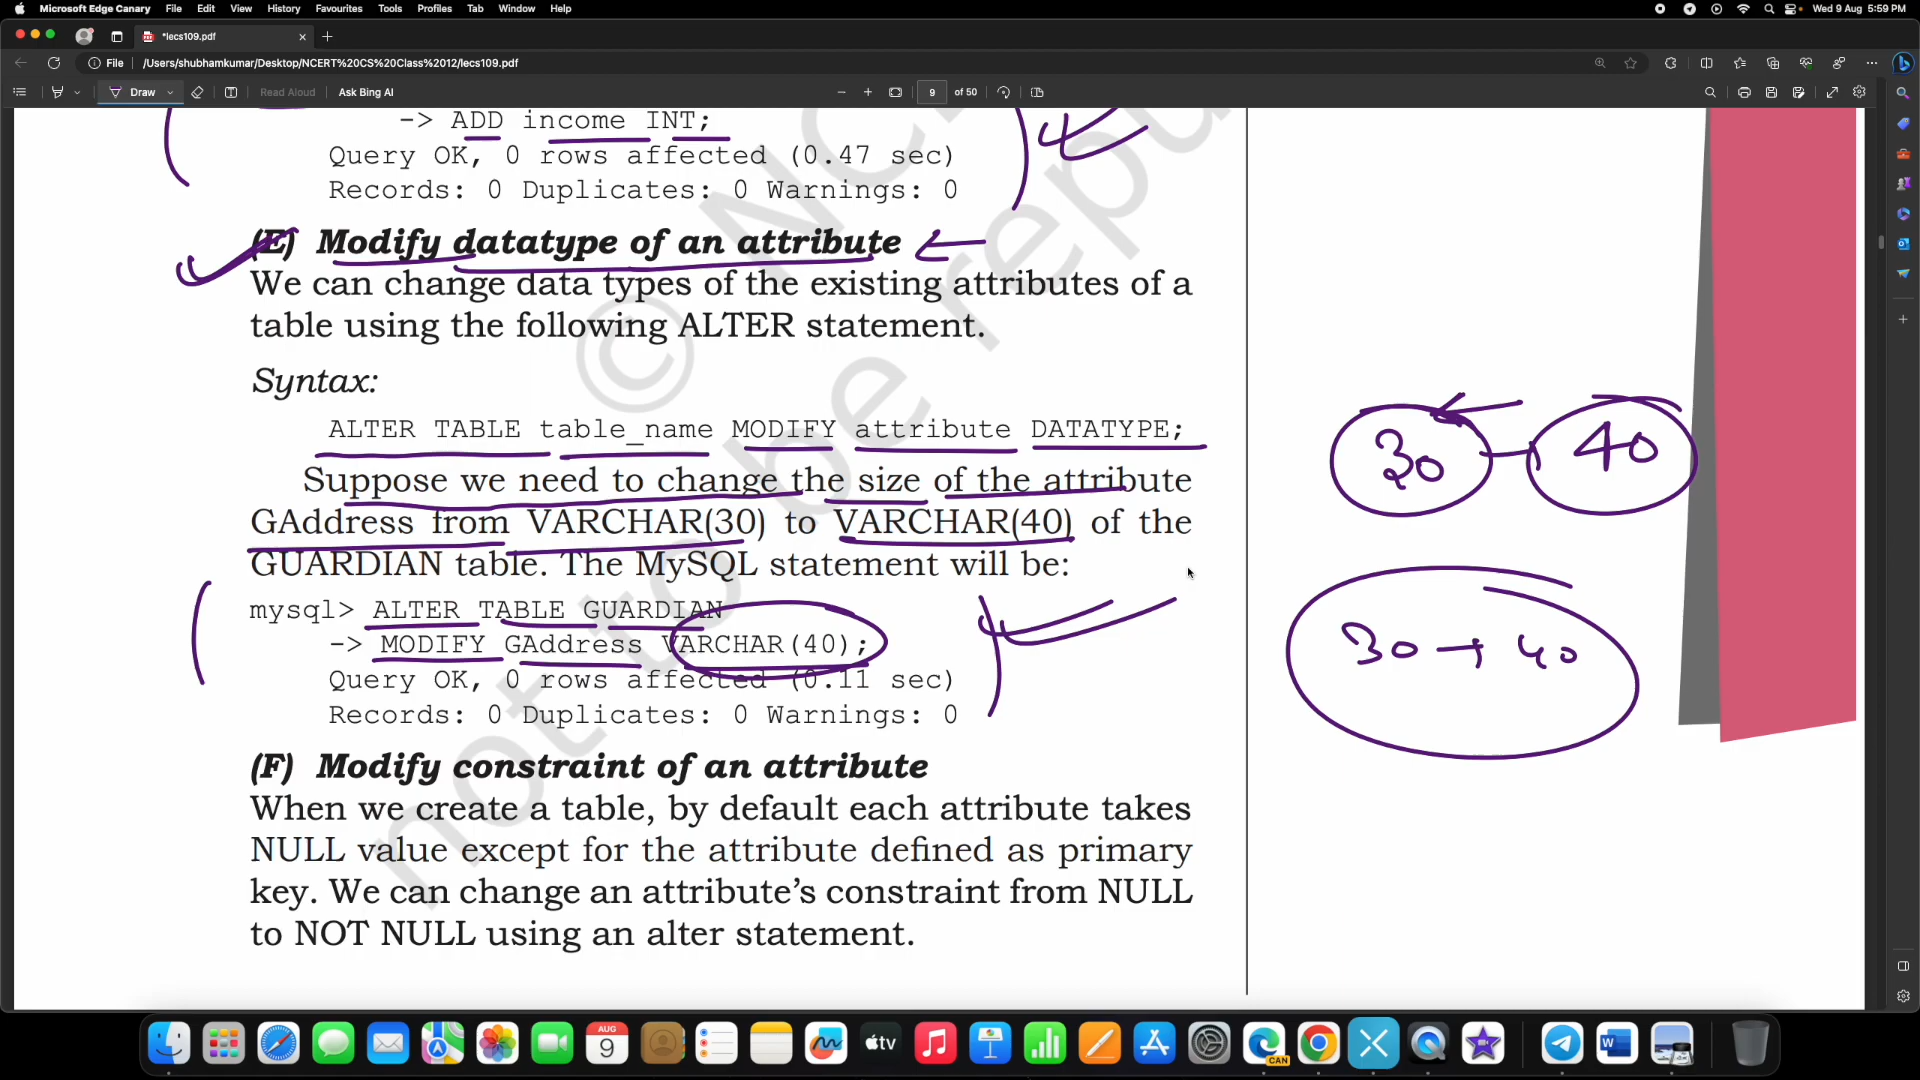 Microsoft Edge Canary File Edit View History Favourites Tools Profiles Tab Window Help Wed 9 Aug 5:59 PM
*lecs109.pdf
File /Users/shubhamkumar/Desktop/NCERT%20CS%20Class%2012/lecs109.pdf
Draw Read Aloud Ask Bing AI 9 of 50
-> ADD income INT;
Query OK, 0 rows affected (0.47 sec)
Records: 0 Duplicates: 0 Warnings: 0
(E) Modify datatype of an attribute
We can change data types of the existing attributes of a
table using the following ALTER statement.
Syntax:
ALTER TABLE table_name MODIFY attribute DATATYPE;
Suppose we need to change the size of the attribute
GAddress from VARCHAR(30) to VARCHAR(40) of the
GUARDIAN table. The MySQL statement will be:
mysql> ALTER TABLE GUARDIAN
-> MODIFY GAddress VARCHAR(40);
Query OK, 0 rows affected (0.11 sec)
Records: 0 Duplicates: 0 Warnings: 0
(F) Modify constraint of an attribute
When we create a table, by default each attribute takes
NULL value except for the attribute defined as primary
key. We can change an attribute's constraint from NULL
to NOT NULL using an alter statement.
30 40
30 → 40
© NC
not to be repu
AUG
9
tv
CAN